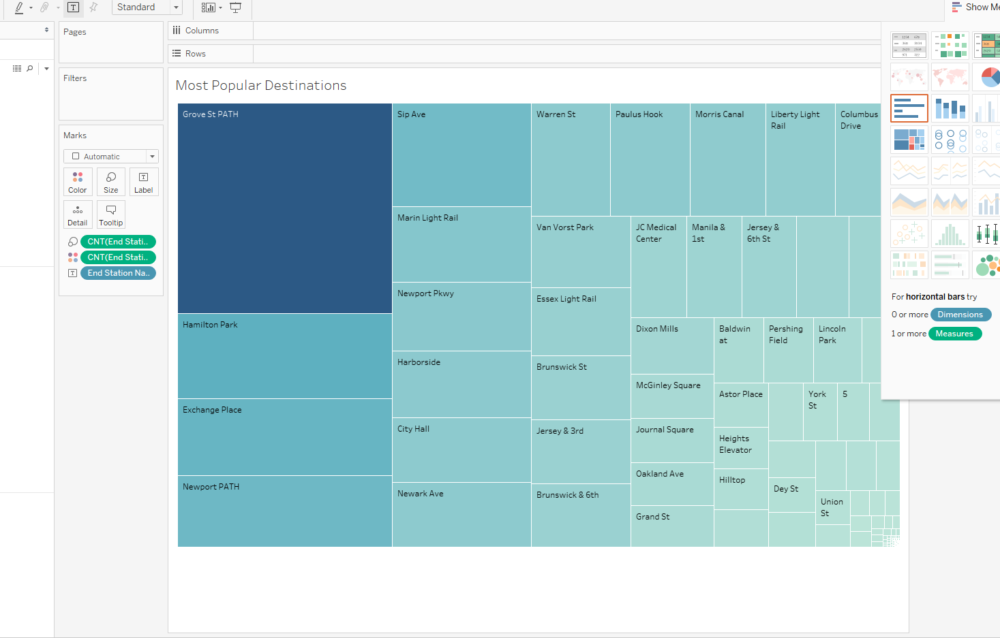 Standard
Show Me
Pages
Columns
Rows
Filters
Most Popular Destinations
Marks
Automatic
Color
Size
Label
Detail
Tooltip
CNT(End Stati..
CNT(End Stati..
End Station Na..
Grove St PATH
Hamilton Park
Exchange Place
Newport PATH
Sip Ave
Marin Light Rail
Newport Pkwy
Harborside
City Hall
Newark Ave
Warren St
Paulus Hook
Morris Canal
Liberty Light
Rail
Columbus
Drive
Van Vorst Park
Essex Light Rail
Brunswick St
Jersey & 3rd
Brunswick & 6th
JC Medical
Center
Manila &
1st
Jersey &
6th St
Dixon Mills
McGinley Square
Journal Square
Oakland Ave
Grand St
Baldwin
at
Pershing
Field
Lincoln
Park
Astor Place
Heights
Elevator
Hilltop
York
St
5
Dey St
Union
St
For horizontal bars try
0 or more Dimensions
1 or more Measures